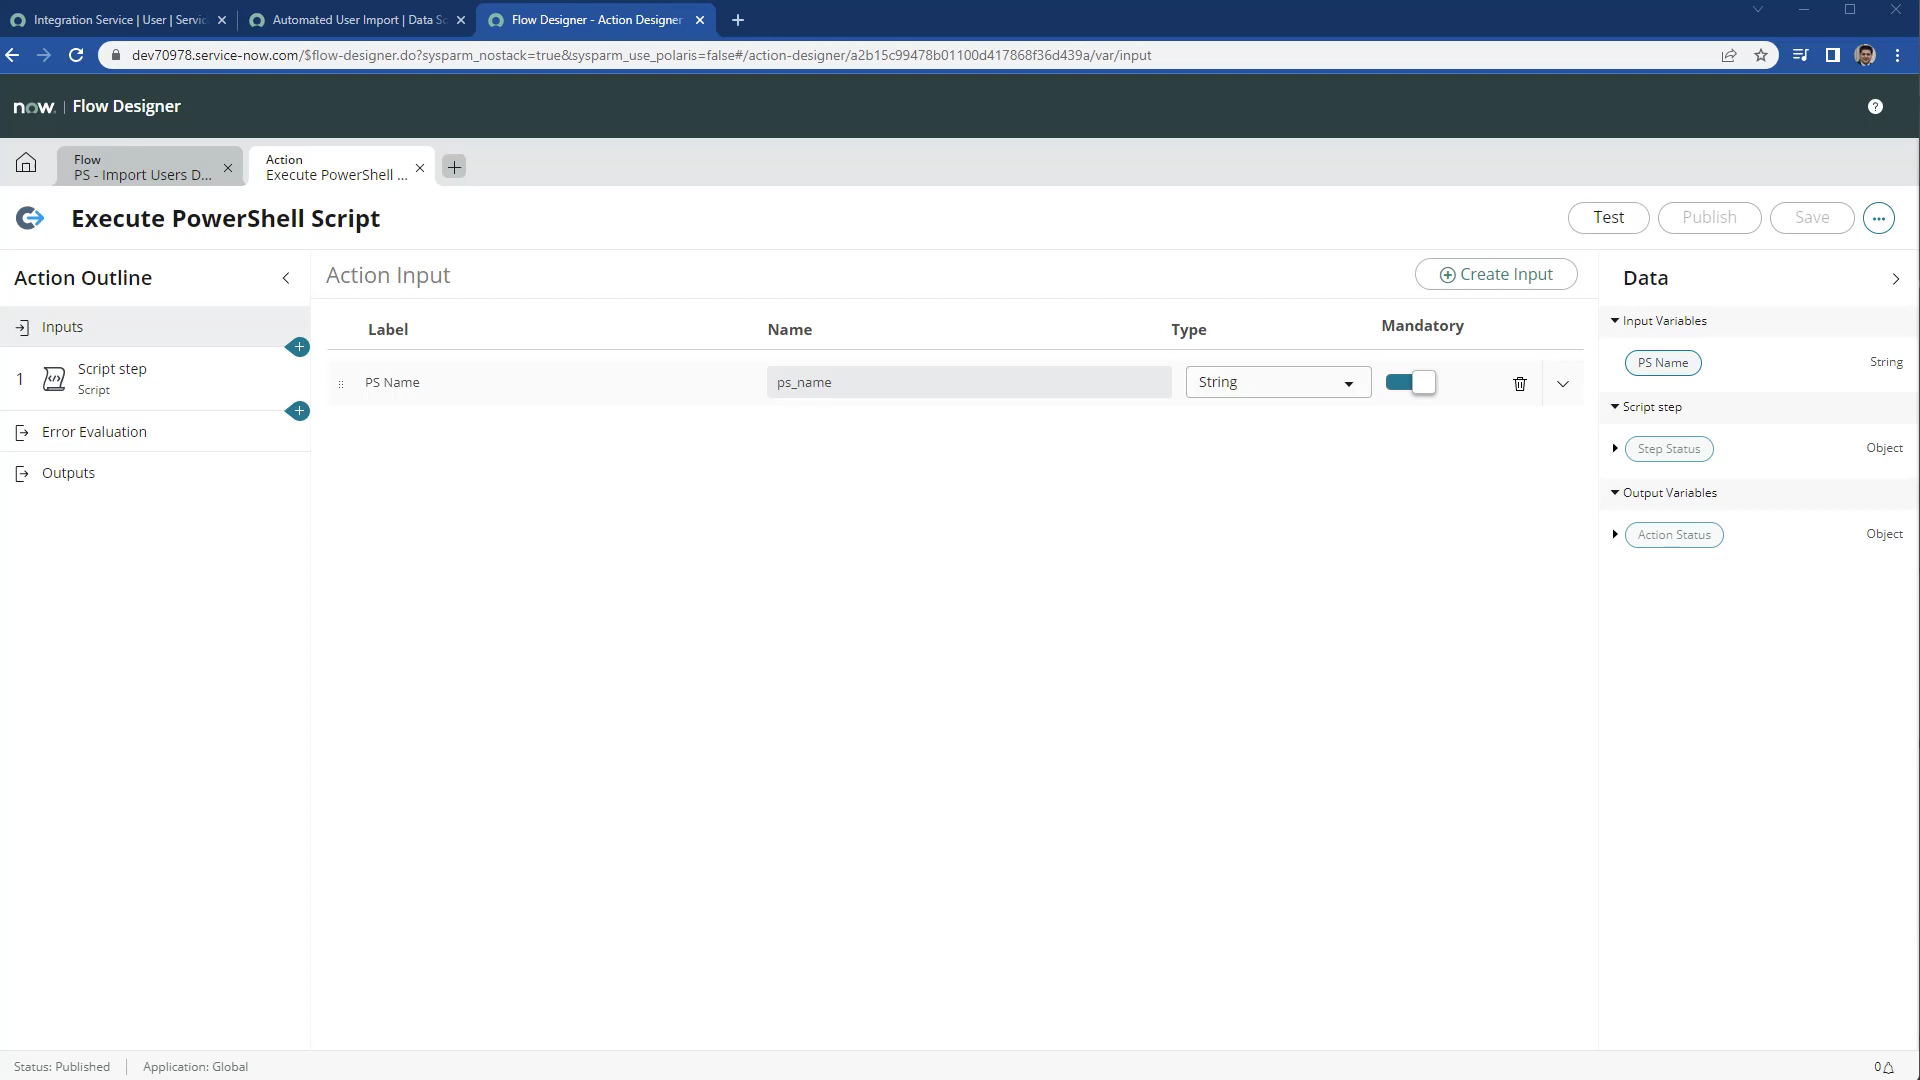 Integration Service | User | Servic
Automated User Import | Data So
Flow Designer - Action Designer
dev70978.service-now.com/$flow-designer.do?sysparm_nostack=true&sysparm_use_polaris=false#/action-designer/a2b15c99478b01100d417868f36d439a/var/input
now. | Flow Designer
Flow
PS - Import Users D...
Action
Execute PowerShell ...
Execute PowerShell Script
Test
Publish
Save
Action Outline
Inputs
1
Script step
Script
Error Evaluation
Outputs
Action Input
Create Input
Label
Name
Type
Mandatory
PS Name
ps_name
String
Data
Input Variables
PS Name
String
Script step
Step Status
Object
Output Variables
Action Status
Object
Status: Published
Application: Global
0